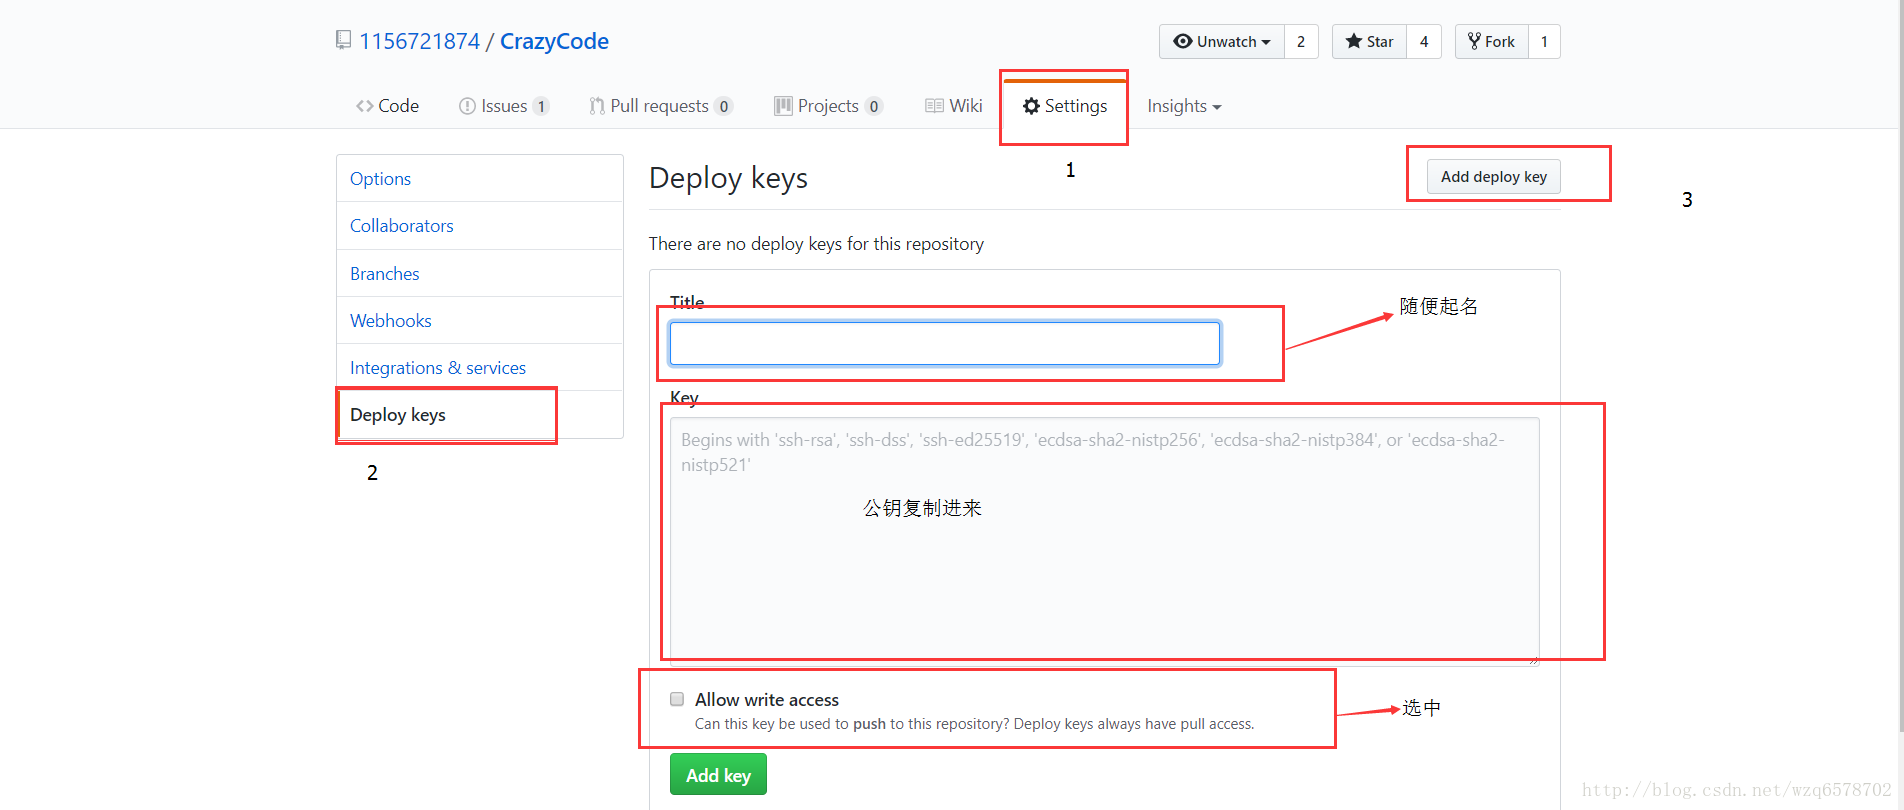 1156721874 / CrazyCode
Unwatch 2 Star 4 Fork 1
Code Issues 1 Pull requests 0 Projects 0 Wiki Settings Insights
1
Options
Collaborators
Branches
Webhooks
Integrations & services
Deploy keys
2
Deploy keys
Add deploy key
3
There are no deploy keys for this repository
Title
随便起名
Key
Begins with 'ssh-rsa', 'ssh-dss', 'ssh-ed25519', 'ecdsa-sha2-nistp256', 'ecdsa-sha2-nistp384', or 'ecdsa-sha2-
nistp521'
公钥复制进来
Allow write access
Can this key be used to push to this repository? Deploy keys always have pull access.
选中
Add key
http://blog.csdn.net/wzq6578702